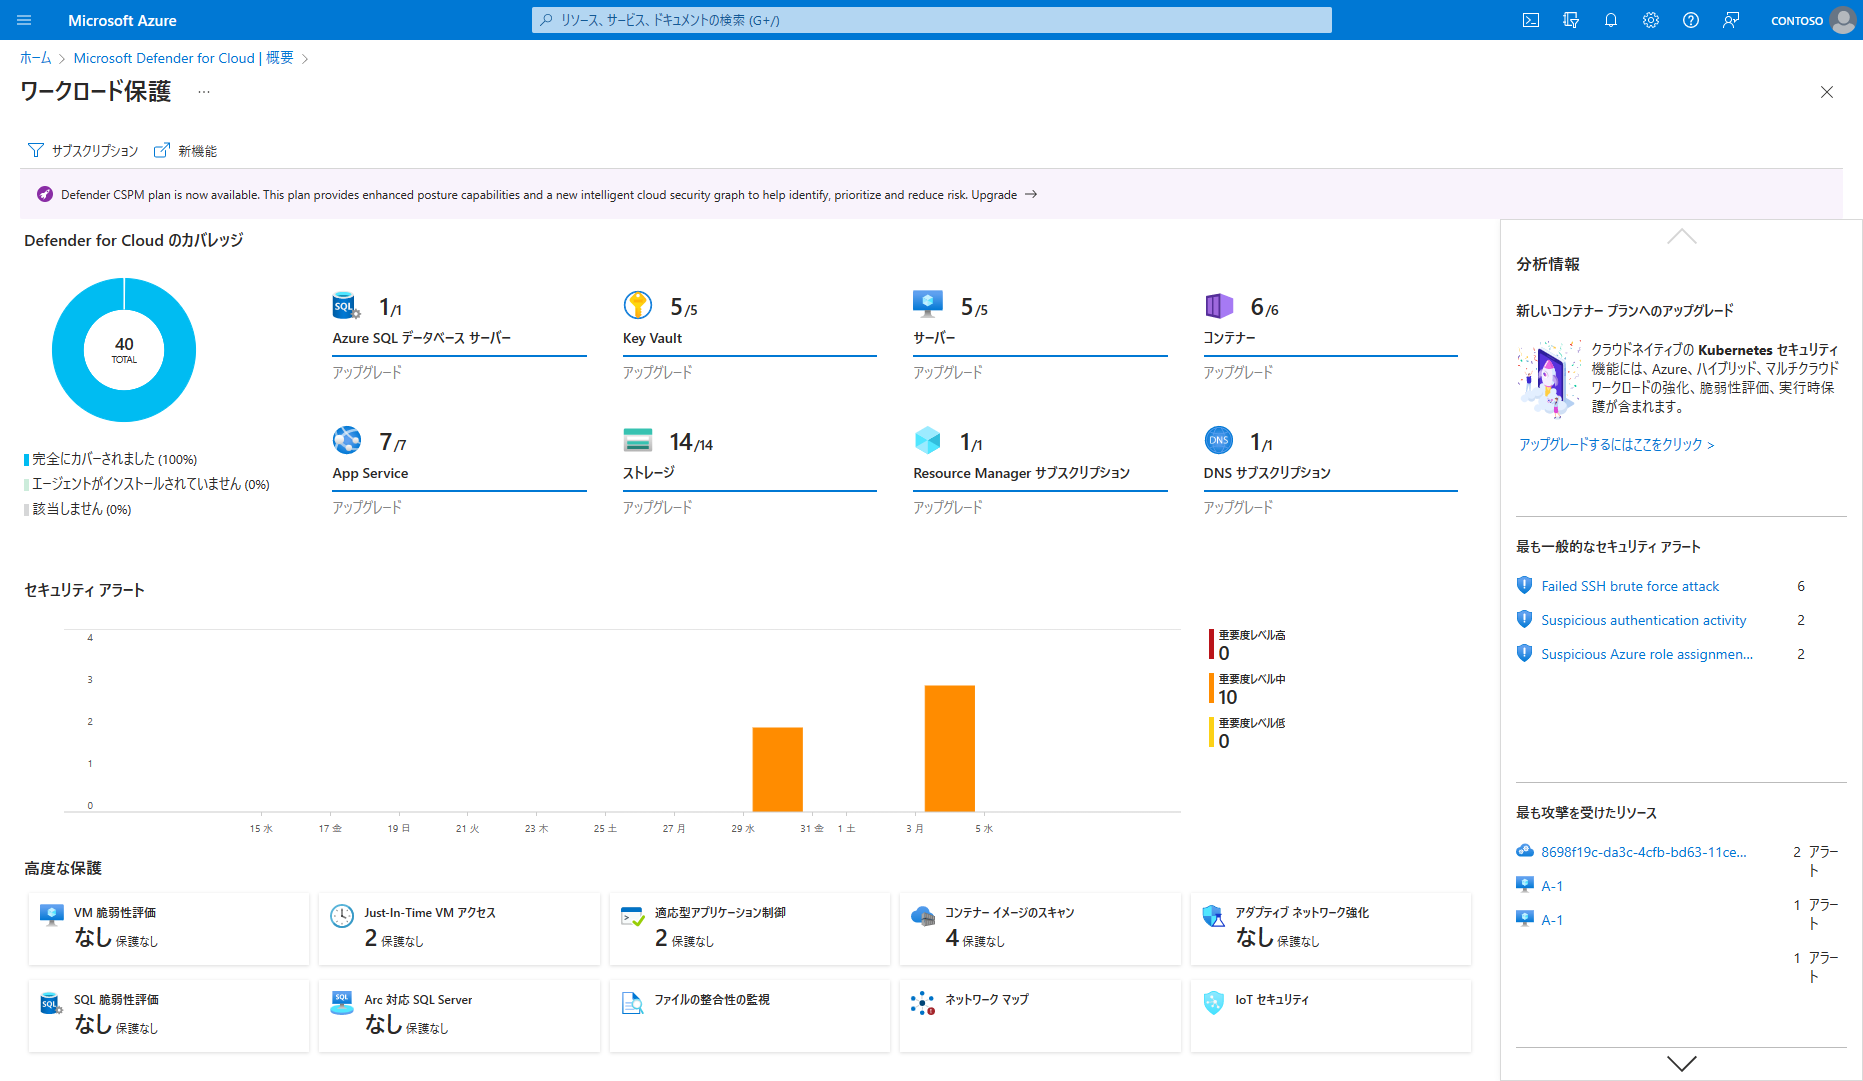 Microsoft Azure
リソース、サービス、ドキュメントの検索 (G+/)
CONTOSO
ホーム > Microsoft Defender for Cloud | 概要 >
ワークロード保護 ...
サブスクリプション 新機能
Defender CSPM plan is now available. This plan provides enhanced posture capabilities and a new intelligent cloud security graph to help identify, prioritize and reduce risk. Upgrade →
Defender for Cloud のカバレッジ
40
TOTAL
完全にカバーされました (100%)
エージェントがインストールされていません (0%)
該当しません (0%)
SQL 1/1
Azure SQL データベース サーバー
アップグレード
5/5
Key Vault
アップグレード
5/5
サーバー
アップグレード
6/6
コンテナー
アップグレード
7/7
App Service
アップグレード
14/14
ストレージ
アップグレード
1/1
Resource Manager サブスクリプション
アップグレード
DNS 1/1
DNS サブスクリプション
アップグレード
セキュリティ アラート
4
3
2
1
0
15 水 17 金 19 日 21 火 23 木 25 土 27 月 29 水 31 金 1 土 3 月 5 水
重要度レベル高
0
重要度レベル中
10
重要度レベル低
0
高度な保護
VM 脆弱性評価
なし 保護なし
Just-In-Time VM アクセス
2 保護なし
適応型アプリケーション制御
2 保護なし
コンテナー イメージのスキャン
4 保護なし
アダプティブ ネットワーク強化
なし 保護なし
SQL
SQL 脆弱性評価
なし 保護なし
SQL
Arc 対応 SQL Server
なし 保護なし
ファイルの整合性の監視
ネットワーク マップ
IoT セキュリティ
分析情報
新しいコンテナー プランへのアップグレード
クラウドネイティブの Kubernetes セキュリティ
機能には、Azure、ハイブリッド、マルチクラウド
ワークロードの強化、脆弱性評価、実行時保
護が含まれます。
アップグレードするにはここをクリック >
最も一般的なセキュリティ アラート
Failed SSH brute force attack 6
Suspicious authentication activity 2
Suspicious Azure role assignmen... 2
最も攻撃を受けたリソース
8698f19c-da3c-4cfb-bd63-11ce... 2 アラー
ト
A-1
1 アラー
ト
A-1
1 アラー
ト